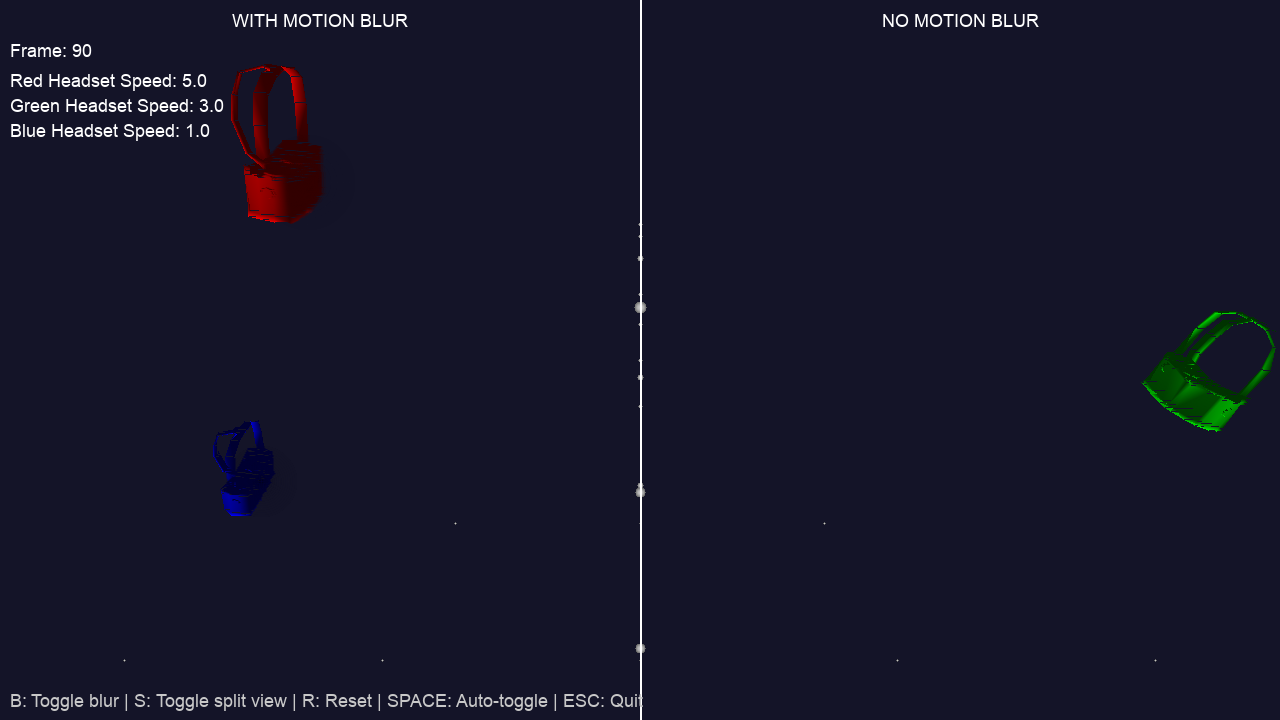 WITH MOTION BLUR
NO MOTION BLUR
Frame: 90
Red Headset Speed: 5.0
Green Headset Speed: 3.0
Blue Headset Speed: 1.0
B: Toggle blur | S: Toggle split view | R: Reset | SPACE: Auto-toggle | ESC: Quit